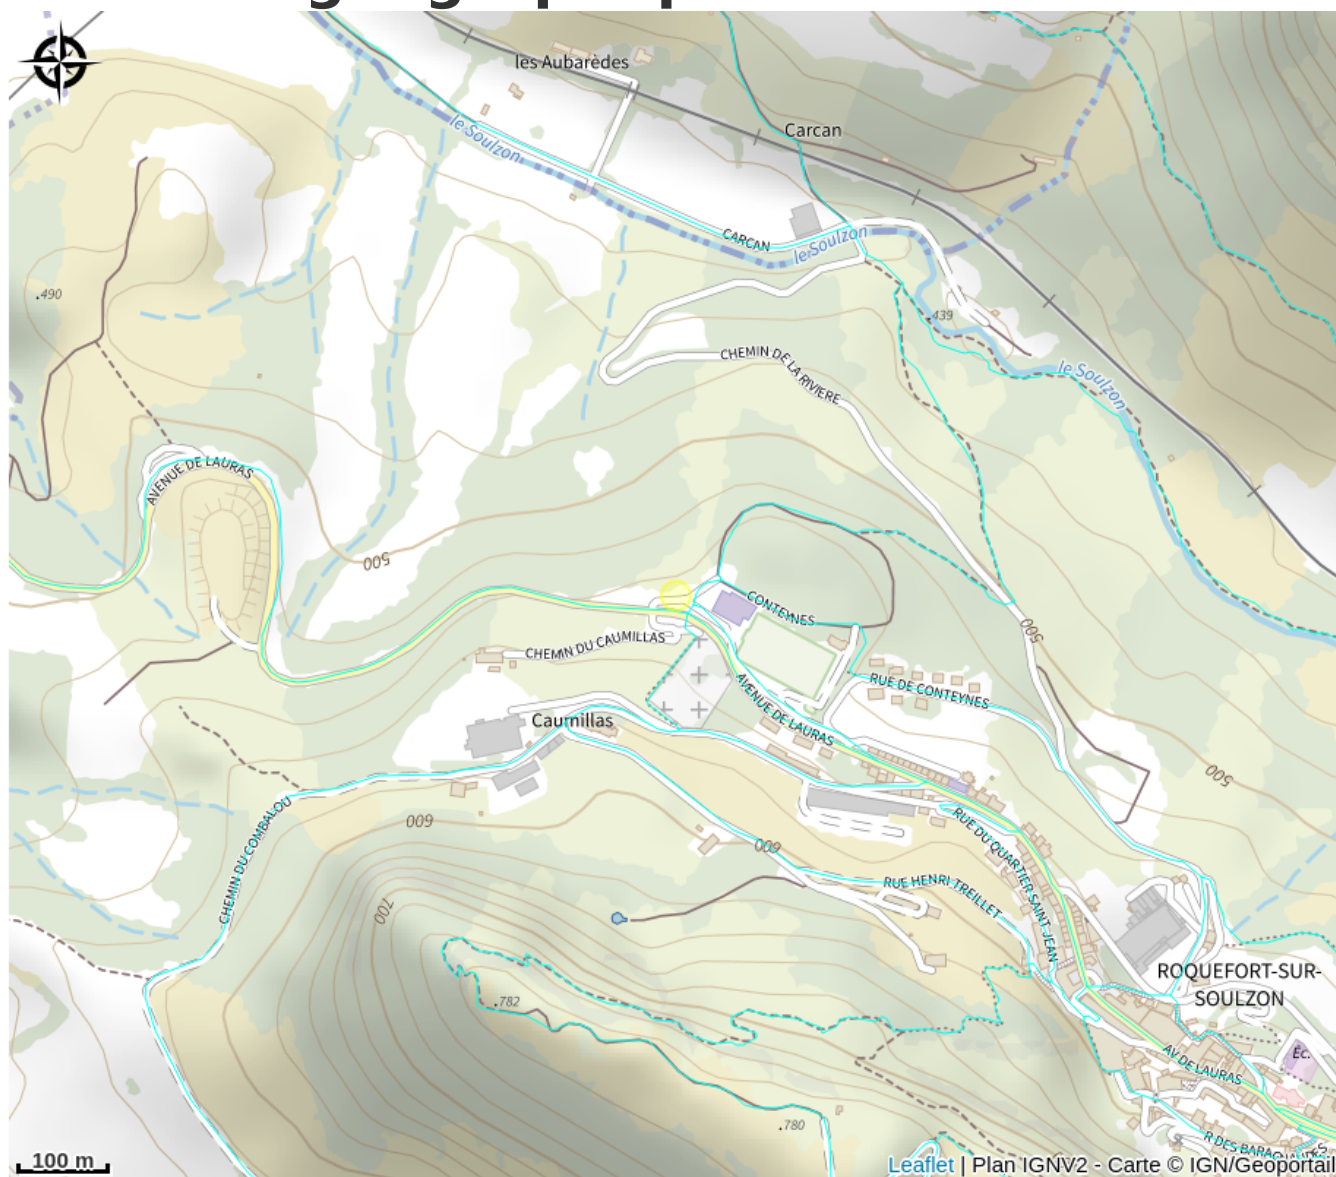 les Aubarèdes
Carcan
le Soulzon
CARCAN
le Soulzon
.490
.439
CHEMIN DE LA RIVIERE
le Soulzon
AVENUE DE LAURAS
500
CONTEYNES
CHEMIN DU CAUMILLAS
500
RUE DE CONTEYNES
AVENUE DE LAURAS
Caumillas
500
600
600
CHEMIN DU COMBALOU
RUE DU QUARTIER SAINT JEAN
RUE HENRI TREILLET
700
.782
ROQUEFORT-SUR-
SOULZON
Éc.
AV DE LAURAS
.780
R DES BARAQUADES
100 m
Leaflet | Plan IGNV2 - Carte © IGN/Geoportail